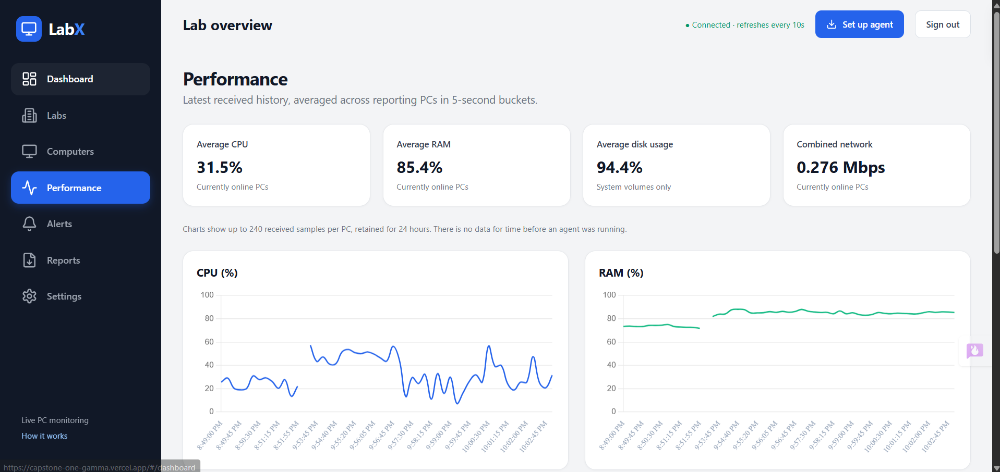 LabX
Dashboard
Labs
Computers
Performance
Alerts
Reports
Settings
Live PC monitoring
How it works
https://capstone-one-gamma.vercel.app/#/dashboard
Lab overview
● Connected · refreshes every 10s
Set up agent
Sign out
Performance
Latest received history, averaged across reporting PCs in 5-second buckets.
Average CPU
31.5%
Currently online PCs
Average RAM
85.4%
Currently online PCs
Average disk usage
94.4%
System volumes only
Combined network
0.276 Mbps
Currently online PCs
Charts show up to 240 received samples per PC, retained for 24 hours. There is no data for time before an agent was running.
CPU (%)
100
80
60
40
20
0
8:49:00 PM
8:49:45 PM
8:50:30 PM
8:51:15 PM
8:51:55 PM
9:53:45 PM
9:54:40 PM
9:55:20 PM
9:56:05 PM
9:56:45 PM
9:57:30 PM
9:58:15 PM
9:59:00 PM
9:59:45 PM
10:00:30 PM
10:01:15 PM
10:02:00 PM
10:02:45 PM
RAM (%)
100
80
60
40
20
0
8:49:00 PM
8:49:45 PM
8:50:30 PM
8:51:15 PM
8:51:55 PM
9:53:45 PM
9:54:40 PM
9:55:20 PM
9:56:05 PM
9:56:45 PM
9:57:30 PM
9:58:15 PM
9:59:00 PM
9:59:45 PM
10:00:30 PM
10:01:15 PM
10:02:00 PM
10:02:45 PM